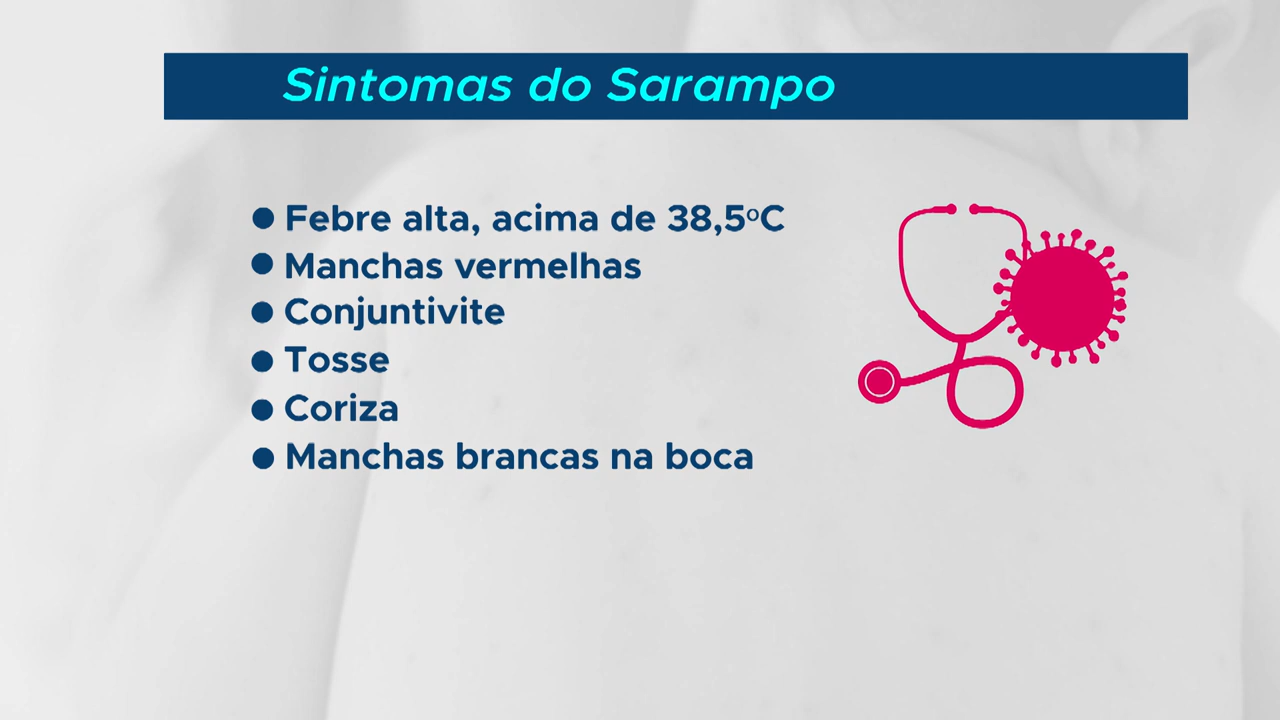 Sintomas do Sarampo
● Febre alta, acima de 38,5ºC
● Manchas vermelhas
● Conjuntivite
● Tosse
● Coriza
● Manchas brancas na boca